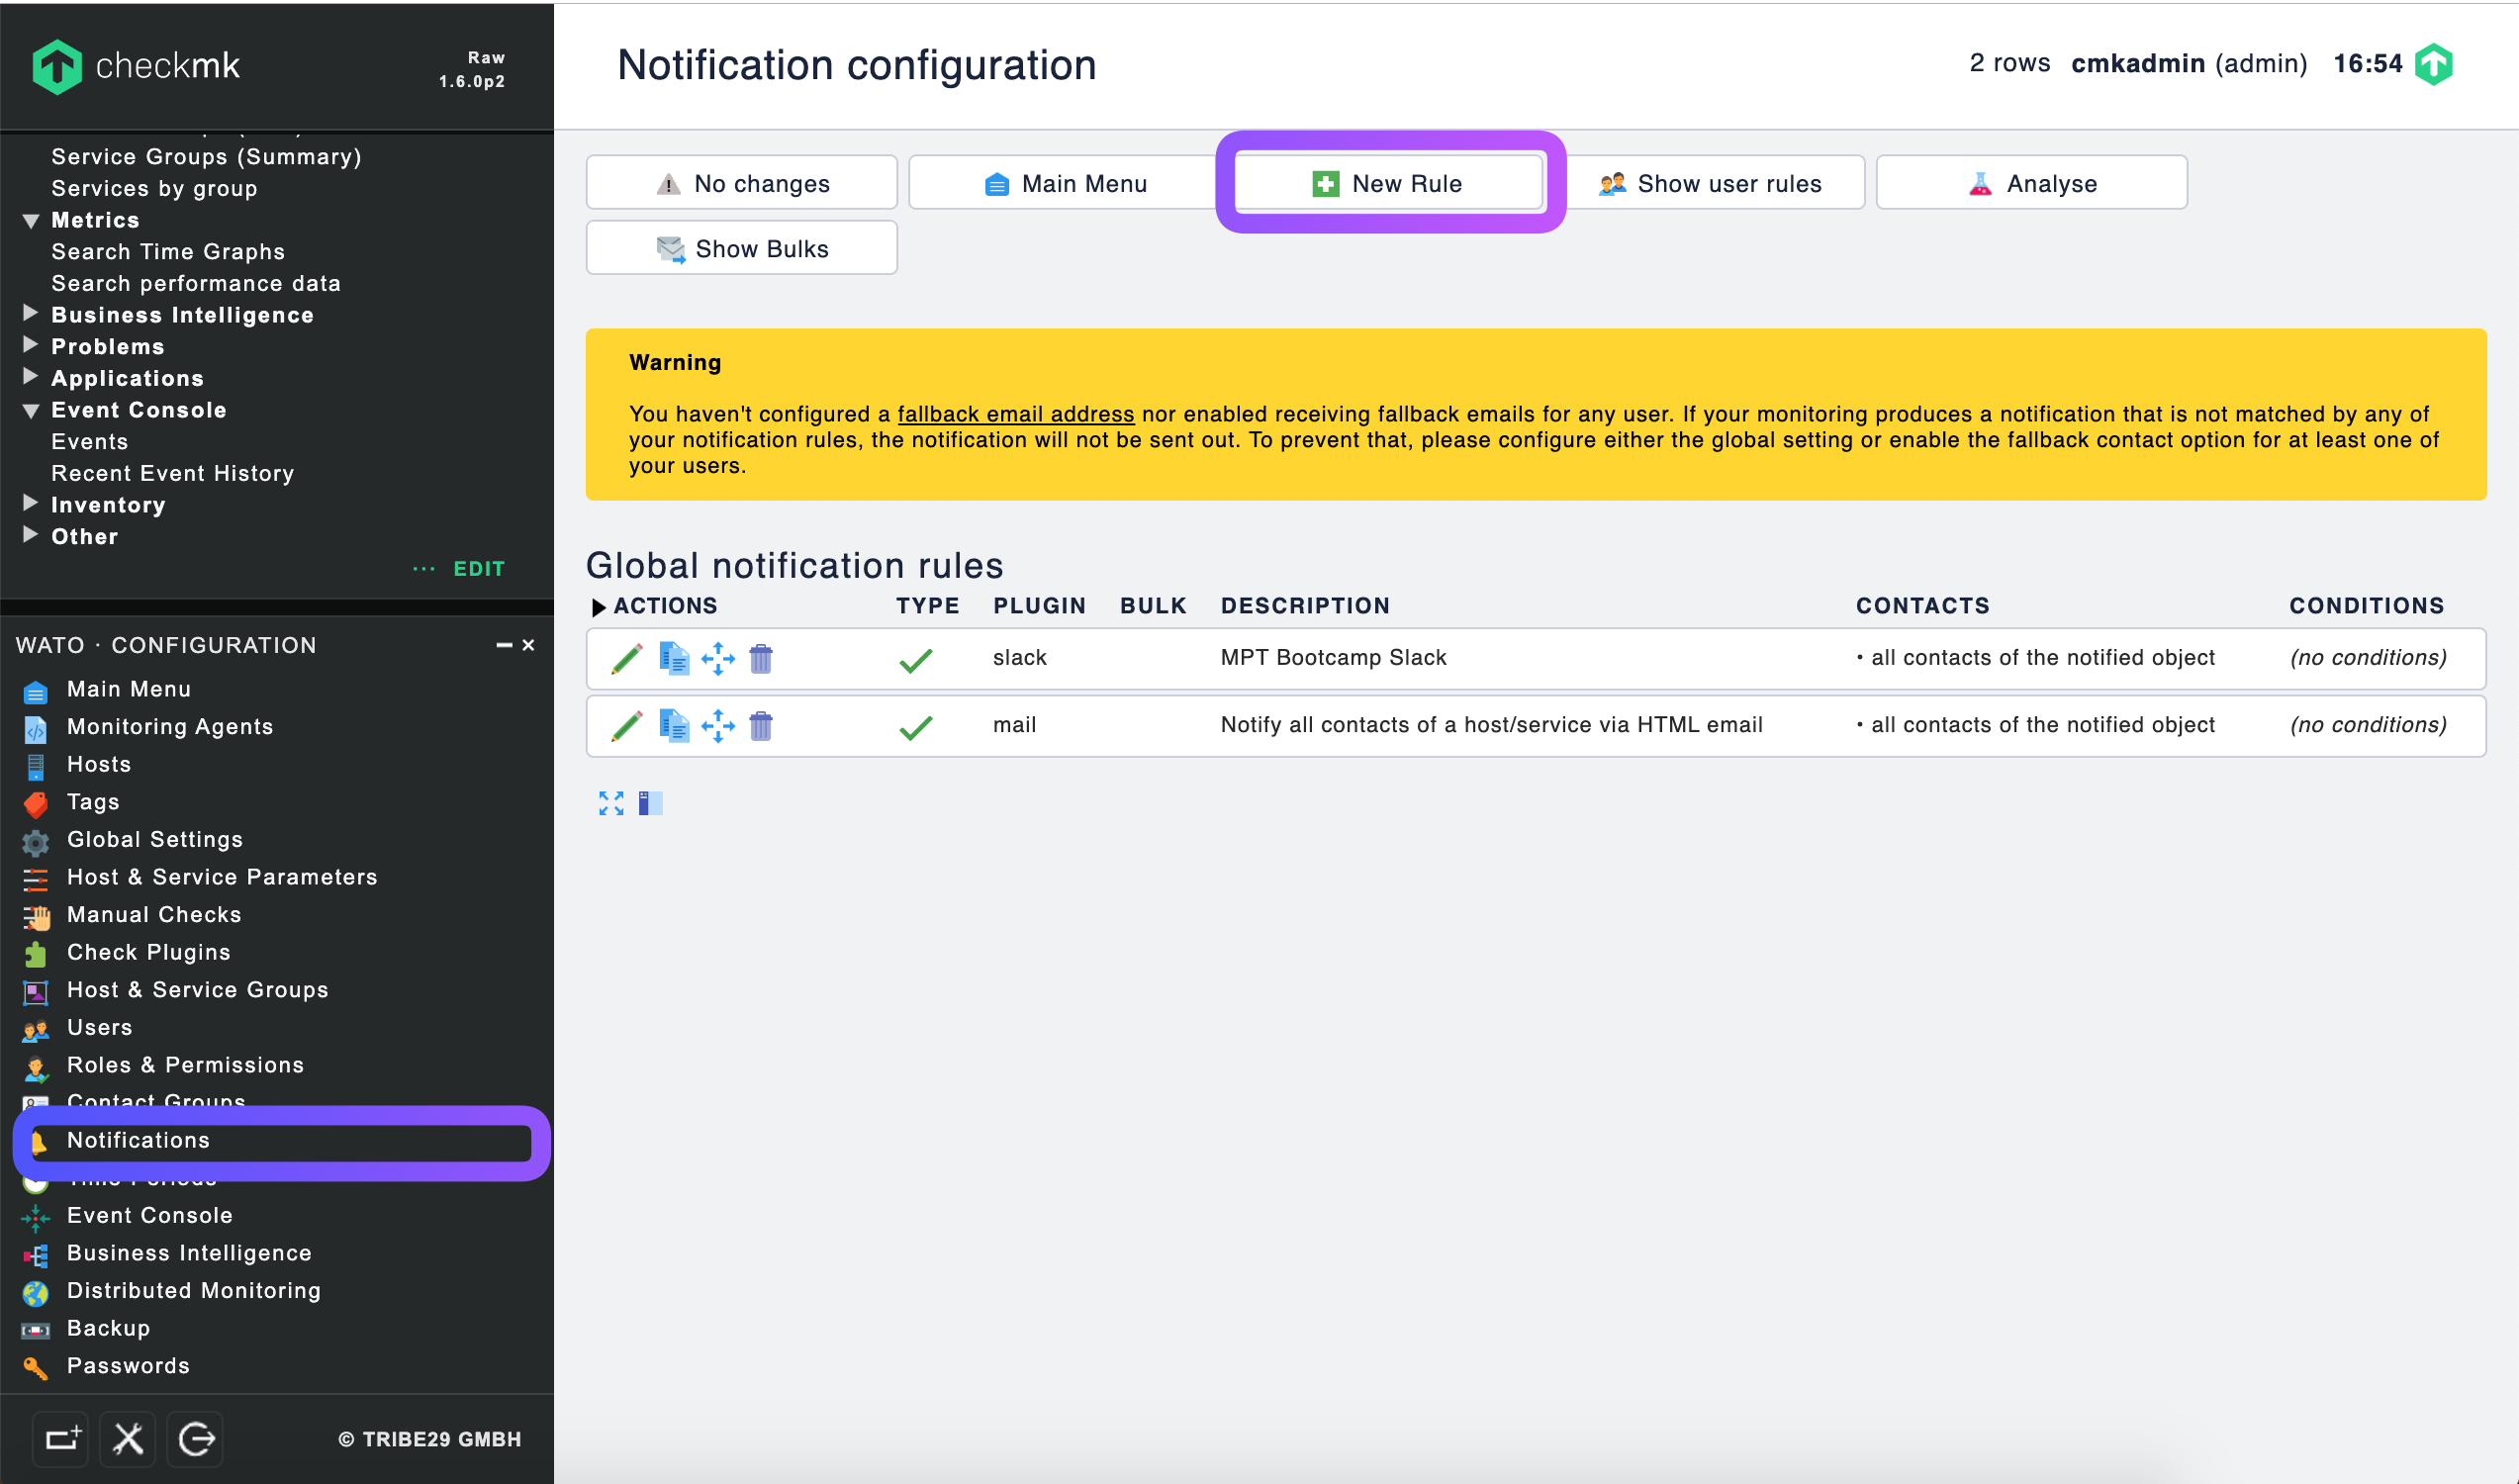 checkmk
Raw
1.6.0p2
Service Groups (Summary)
Services by group
Metrics
Search Time Graphs
Search performance data
Business Intelligence
Problems
Applications
Event Console
Events
Recent Event History
Inventory
Other
... EDIT
WATO · CONFIGURATION
Main Menu
Monitoring Agents
Hosts
Tags
Global Settings
Host & Service Parameters
Manual Checks
Check Plugins
Host & Service Groups
Users
Roles & Permissions
Contact Groups
Notifications
Time Periods
Event Console
Business Intelligence
Distributed Monitoring
Backup
Passwords
© TRIBE29 GMBH
Notification configuration
2 rows cmkadmin (admin) 16:54
No changes Main Menu New Rule Show user rules Analyse
Show Bulks
Warning
You haven't configured a fallback email address nor enabled receiving fallback emails for any user. If your monitoring produces a notification that is not matched by any of
your notification rules, the notification will not be sent out. To prevent that, please configure either the global setting or enable the fallback contact option for at least one of
your users.
Global notification rules
ACTIONS TYPE PLUGIN BULK DESCRIPTION CONTACTS CONDITIONS
slack MPT Bootcamp Slack • all contacts of the notified object (no conditions)
mail Notify all contacts of a host/service via HTML email • all contacts of the notified object (no conditions)